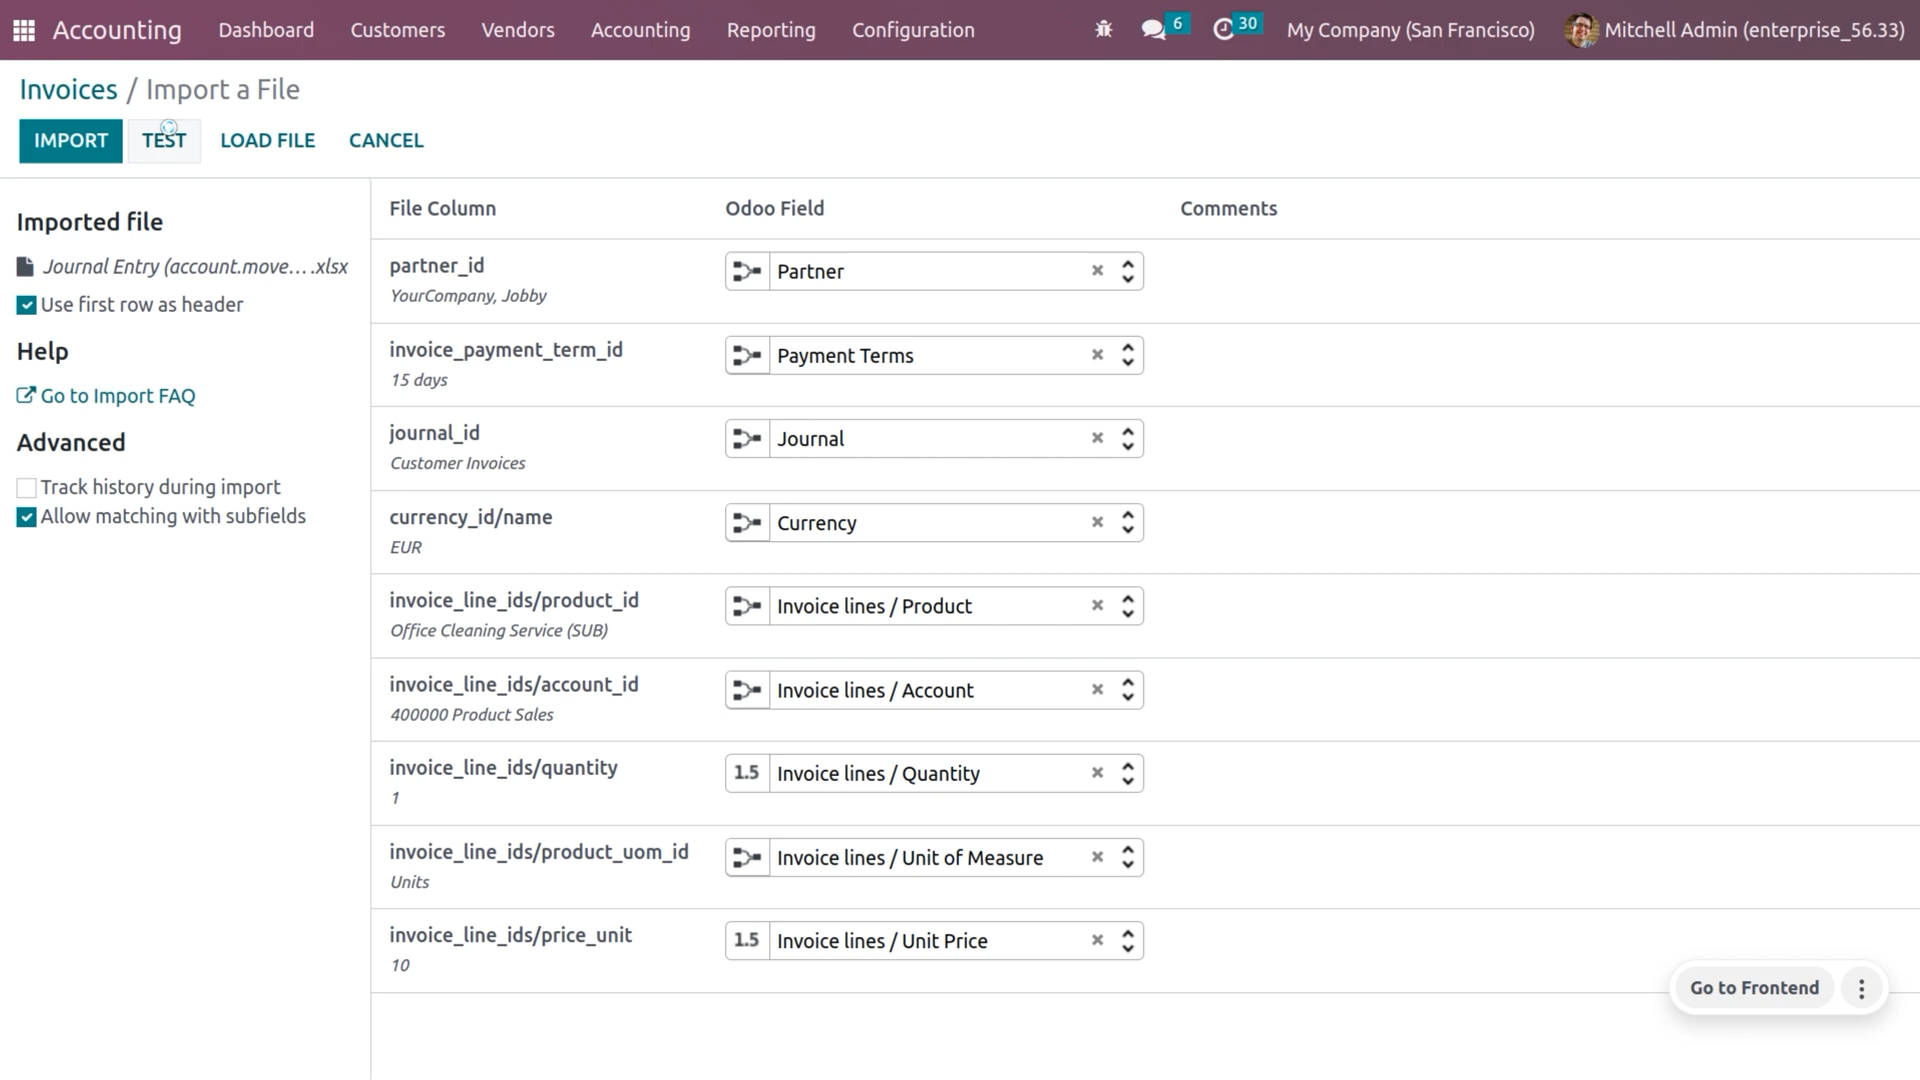 Accounting Dashboard Customers Vendors Accounting Reporting Configuration 6 30 My Company (San Francisco) Mitchell Admin (enterprise_56.33)
Invoices / Import a File
IMPORT TEST LOAD FILE CANCEL
Imported file
Journal Entry (account.move... .xlsx
Use first row as header
Help
Go to Import FAQ
Advanced
Track history during import
Allow matching with subfields
File Column Odoo Field Comments
partner_id Partner
YourCompany, Jobby
invoice_payment_term_id Payment Terms
15 days
journal_id Journal
Customer Invoices
currency_id/name Currency
EUR
invoice_line_ids/product_id Invoice lines / Product
Office Cleaning Service (SUB)
invoice_line_ids/account_id Invoice lines / Account
400000 Product Sales
invoice_line_ids/quantity 1.5 Invoice lines / Quantity
1
invoice_line_ids/product_uom_id Invoice lines / Unit of Measure
Units
invoice_line_ids/price_unit 1.5 Invoice lines / Unit Price
10
Go to Frontend